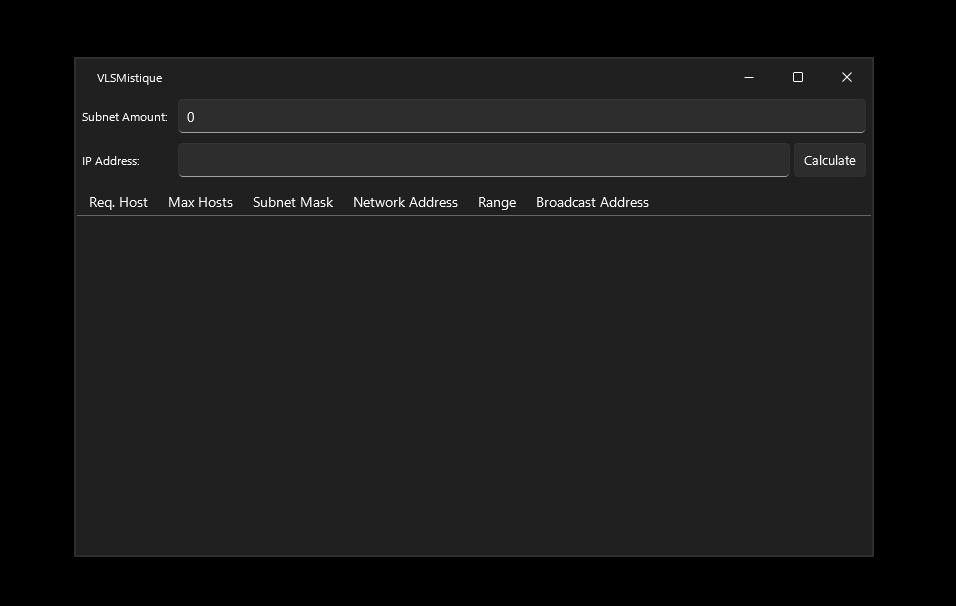 VLSMistique
Subnet Amount: 0
IP Address: Calculate
Req. Host Max Hosts Subnet Mask Network Address Range Broadcast Address